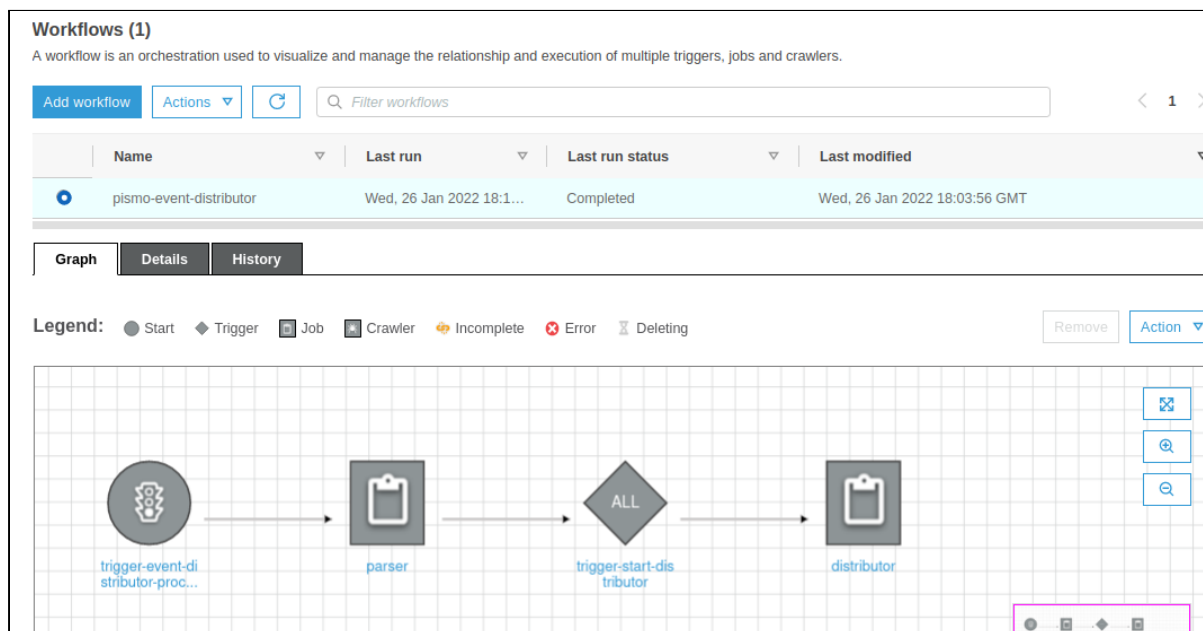 Workflows (1)
A workflow is an orchestration used to visualize and manage the relationship and execution of multiple triggers, jobs and crawlers.
Add workflow Actions Filter workflows 1
Name Last run Last run status Last modified
pismo-event-distributor Wed, 26 Jan 2022 18:1... Completed Wed, 26 Jan 2022 18:03:56 GMT
Graph Details History
Legend: Start Trigger Job Crawler Incomplete Error Deleting Remove Action
ALL
trigger-event-di parser trigger-start-dis distributor
stributor-proc... tributor